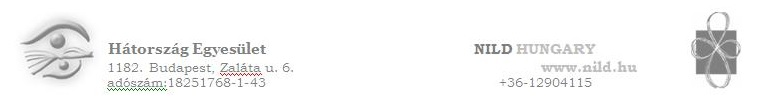 Hátország Egyesület
1182. Budapest, Zaláta u. 6.
adószám:18251768-1-43
NILD HUNGARY
www.nild.hu
+36-12904115